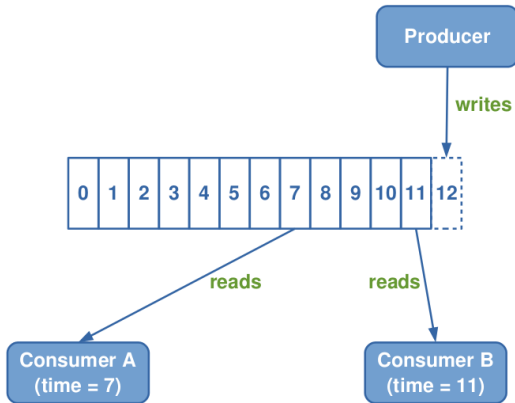 Producer
writes
0 1 2 3 4 5 6 7 8 9 10 11 12
reads reads
Consumer A
(time = 7)
Consumer B
(time = 11)